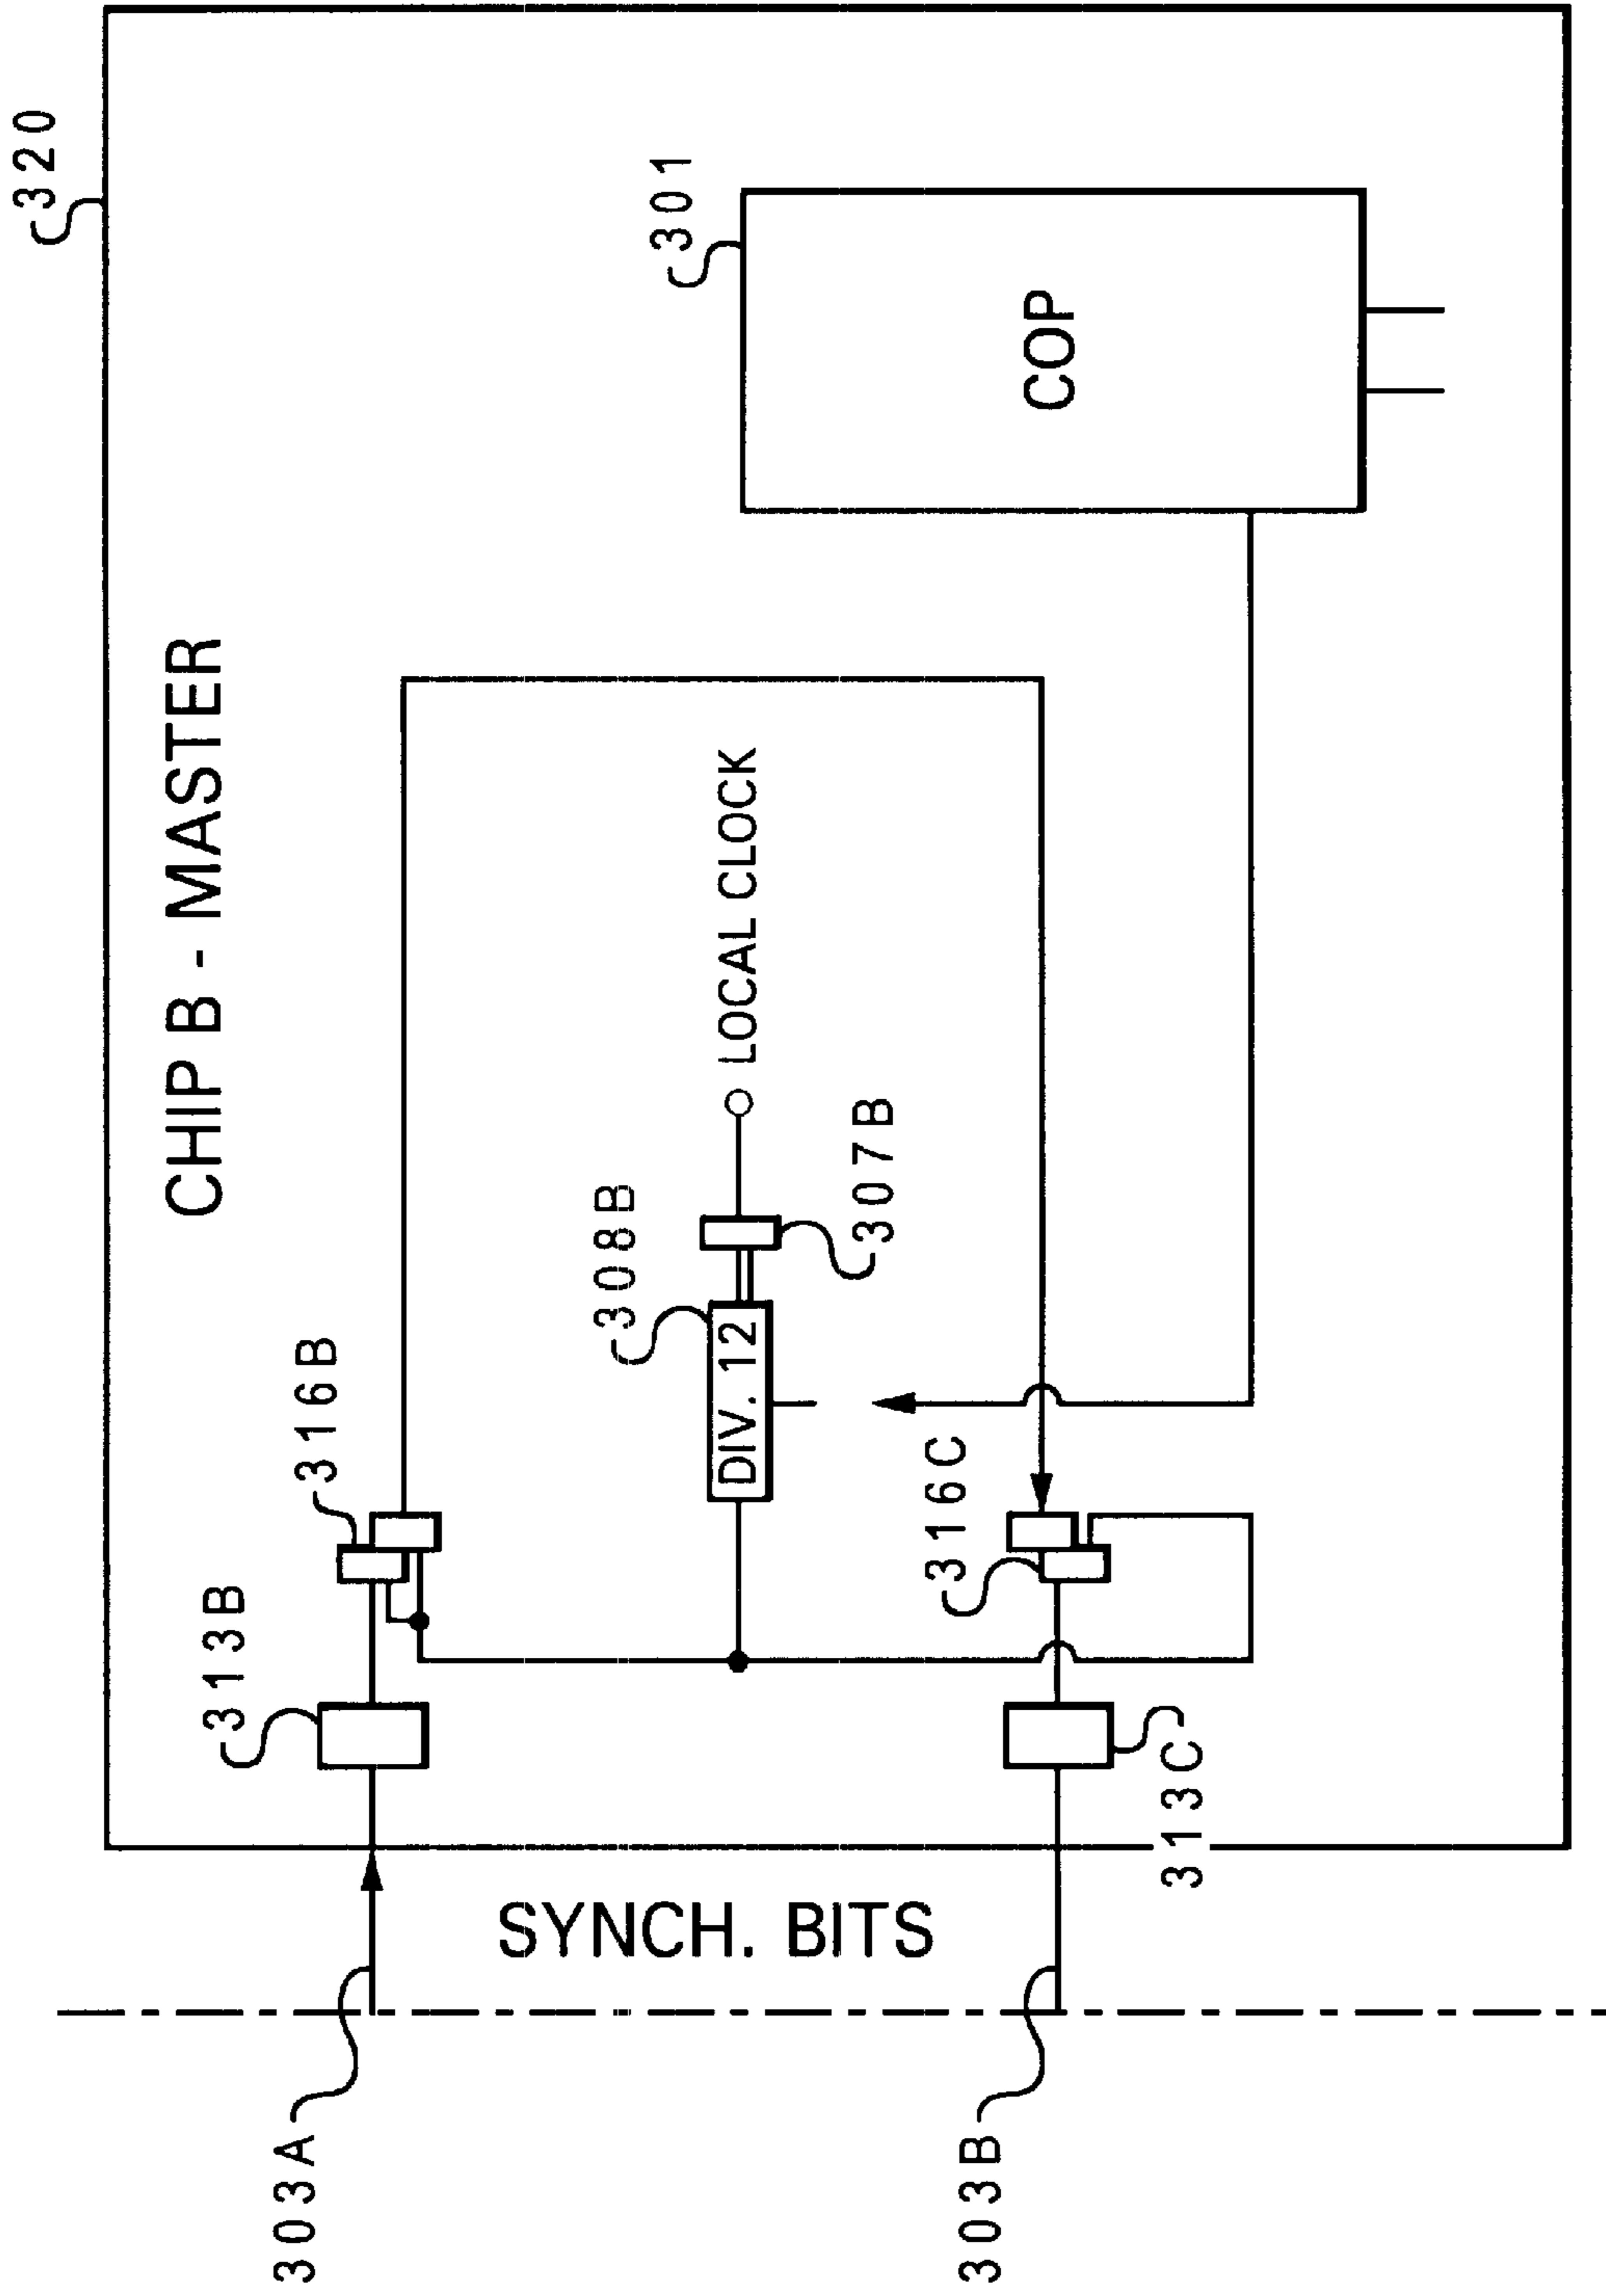 320
CHIP B - MASTER
301
COP
LOCAL CLOCK
308B
DIV. 12
307B
316B
316C
313B
313C
SYNCH. BITS
303A
303B